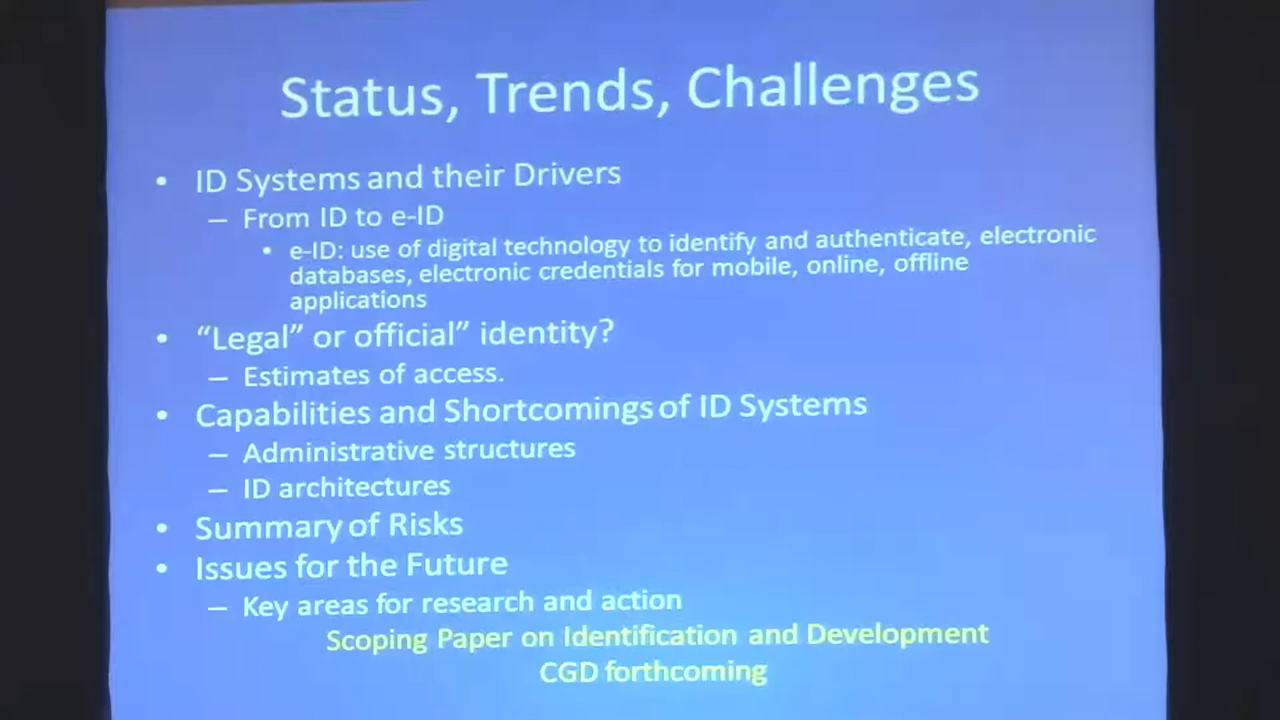 Status, Trends, Challenges
• ID Systems and their Drivers
– From ID to e-ID
• e-ID: use of digital technology to identify and authenticate, electronic
databases, electronic credentials for mobile, online, offline
applications
• “Legal” or official” identity?
– Estimates of access.
• Capabilities and Shortcomings of ID Systems
– Administrative structures
– ID architectures
• Summary of Risks
• Issues for the Future
– Key areas for research and action
Scoping Paper on Identification and Development
CGD forthcoming